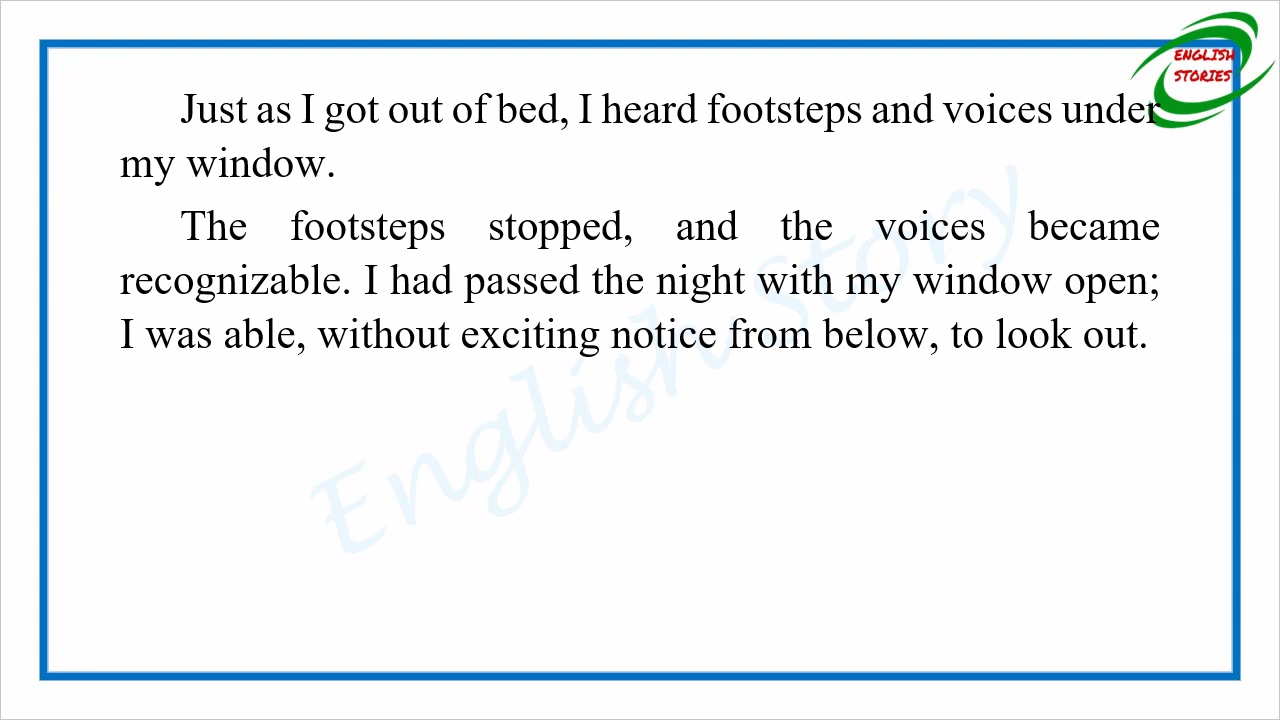 ENGLISH
STORIES
Just as I got out of bed, I heard footsteps and voices under
my window.
The footsteps stopped, and the voices became
recognizable. I had passed the night with my window open;
I was able, without exciting notice from below, to look out.
English Story